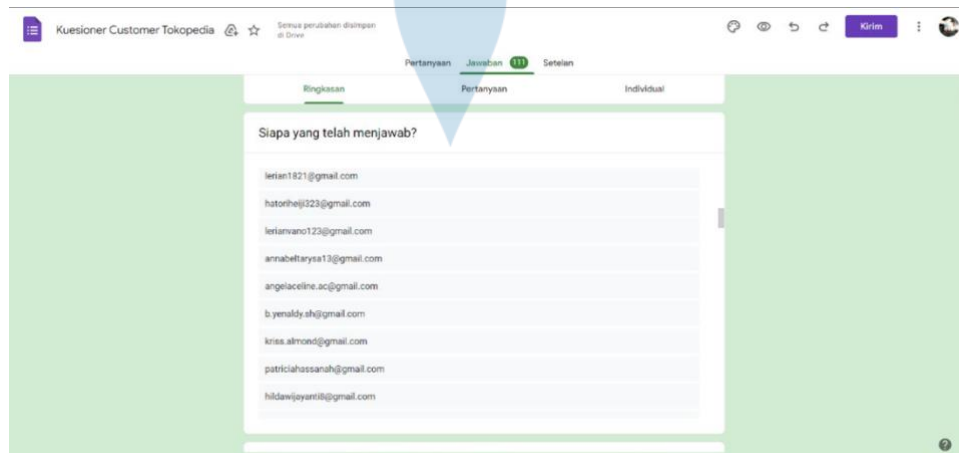 Kuesioner Customer Tokopedia
Semua perubahan disimpan
di Drive
Kirim
Pertanyaan Jawaban 111 Setelan
Ringkasan Pertanyaan Individual
Siapa yang telah menjawab?
lerian1821@gmail.com
hatoriheiji323@gmail.com
lerianvano123@gmail.com
annabeltarysa13@gmail.com
angelaceline.ac@gmail.com
b.yenaldy.sh@gmail.com
kriss.almond@gmail.com
patriciahassanah@gmail.com
hildawijayanti8@gmail.com